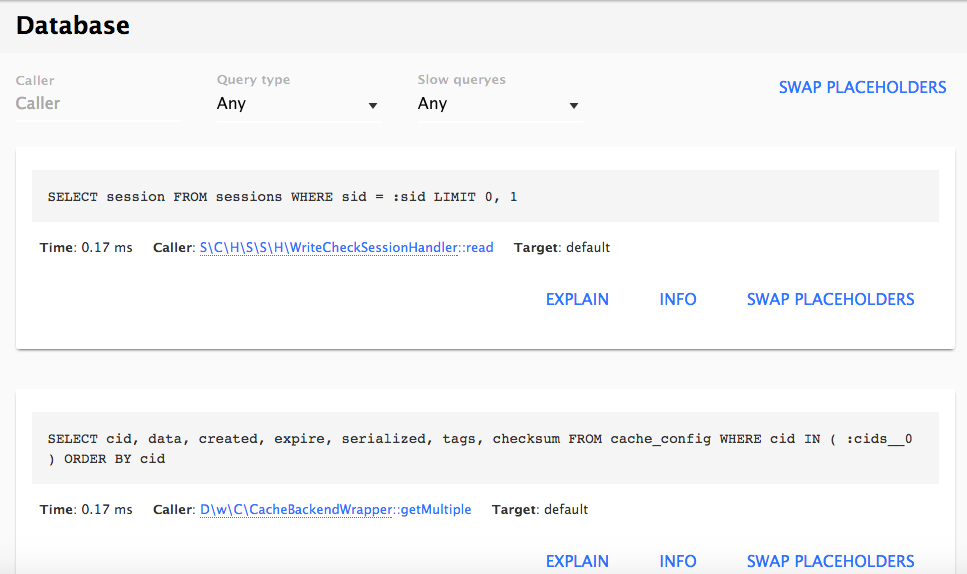 Database
Caller Query type Slow queryes
Caller Any Any SWAP PLACEHOLDERS
SELECT session FROM sessions WHERE sid = :sid LIMIT 0, 1
Time: 0.17 ms Caller: S\C\H\S\S\H\WriteCheckSessionHandler::read Target: default
EXPLAIN INFO SWAP PLACEHOLDERS
SELECT cid, data, created, expire, serialized, tags, checksum FROM cache_config WHERE cid IN ( :cids__0
) ORDER BY cid
Time: 0.17 ms Caller: D\w\C\CacheBackendWrapper::getMultiple Target: default
EXPLAIN INFO SWAP PLACEHOLDERS